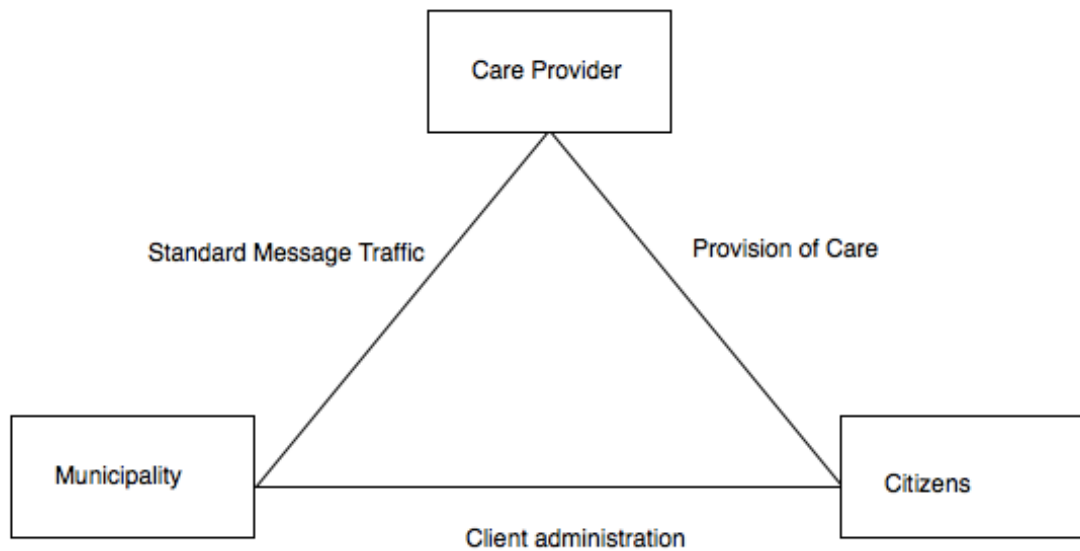 Care Provider
Standard Message Traffic
Provision of Care
Municipality
Citizens
Client administration